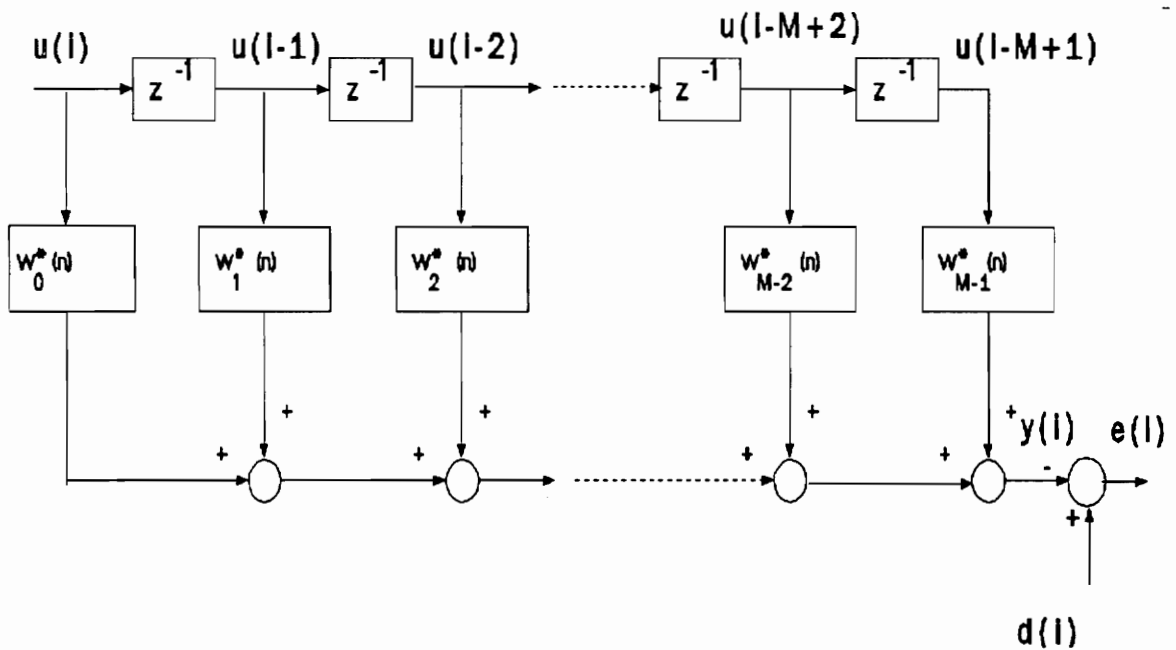 u(i) u(i-1) u(i-2) u(i-M+2) u(i-M+1)
z^-1 z^-1 z^-1 z^-1
w*_0 (n) w*_1 (n) w*_2 (n) w*_M-2 (n) w*_M-1 (n)
+ + + +
+ + + + y(i) - e(i)
+
d(i)